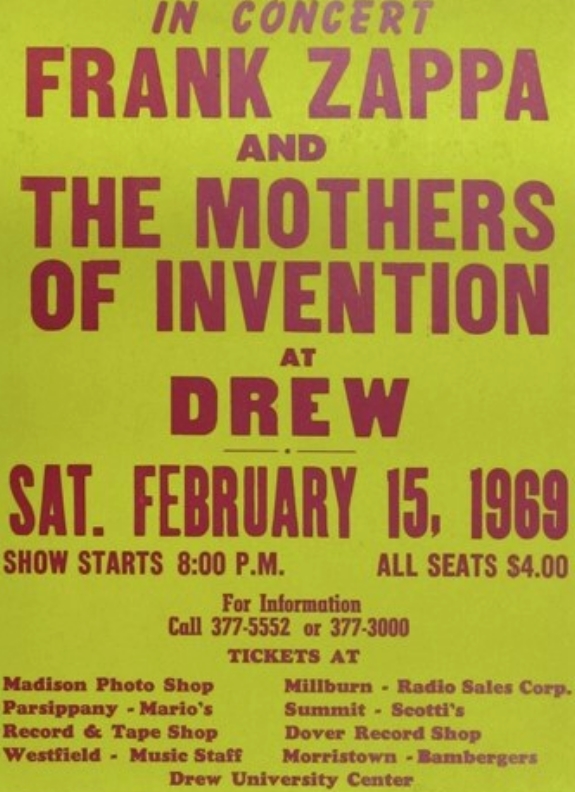 IN CONCERT
FRANK ZAPPA
AND
THE MOTHERS
OF INVENTION
AT
DREW
SAT. FEBRUARY 15, 1969
SHOW STARTS 8:00 P.M. ALL SEATS $4.00
For Information
Call 377-5552 or 377-3000
TICKETS AT
Madison Photo Shop Millburn - Radio Sales Corp.
Parsippany - Mario's Summit - Scotti's
Record & Tape Shop Dover Record Shop
Westfield - Music Staff Morristown - Bambergers
Drew University Center